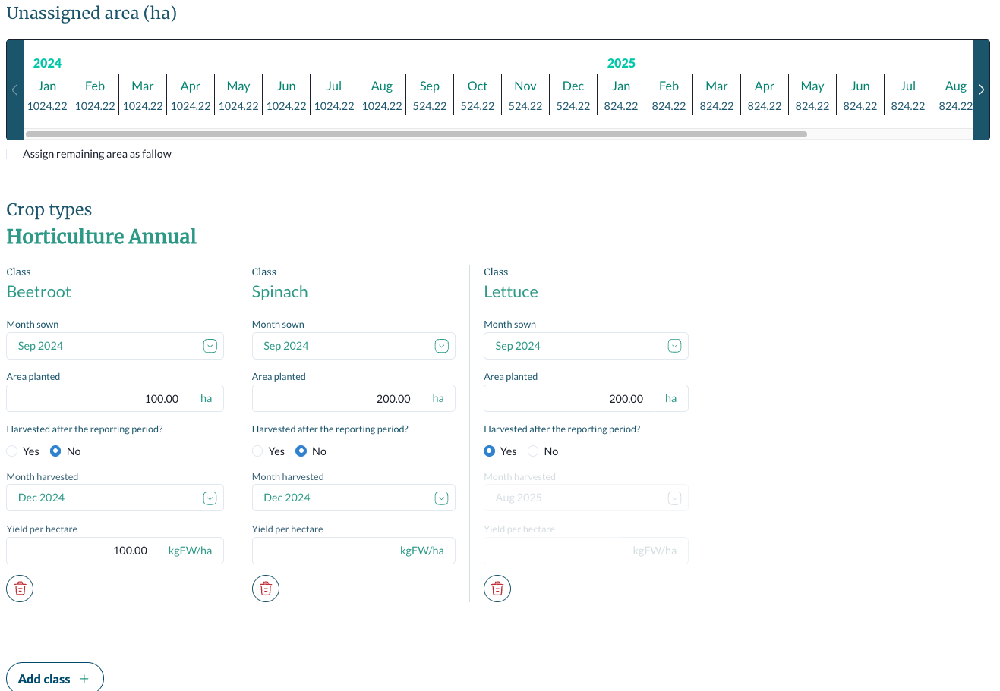 Unassigned area (ha)
2024 2025
Jan Feb Mar Apr May Jun Jul Aug Sep Oct Nov Dec Jan Feb Mar Apr May Jun Jul Aug
1024.22 1024.22 1024.22 1024.22 1024.22 1024.22 1024.22 1024.22 524.22 524.22 524.22 524.22 824.22 824.22 824.22 824.22 824.22 824.22 824.22 824.22
Assign remaining area as fallow
Crop types
Horticulture Annual
Class
Beetroot
Month sown
Sep 2024
Area planted
100.00 ha
Harvested after the reporting period?
Yes No
Month harvested
Dec 2024
Yield per hectare
100.00 kgFW/ha
Class
Spinach
Month sown
Sep 2024
Area planted
200.00 ha
Harvested after the reporting period?
Yes No
Month harvested
Dec 2024
Yield per hectare
kgFW/ha
Class
Lettuce
Month sown
Sep 2024
Area planted
200.00 ha
Harvested after the reporting period?
Yes No
Month harvested
Aug 2025
Yield per hectare
kgFW/ha
Add class +